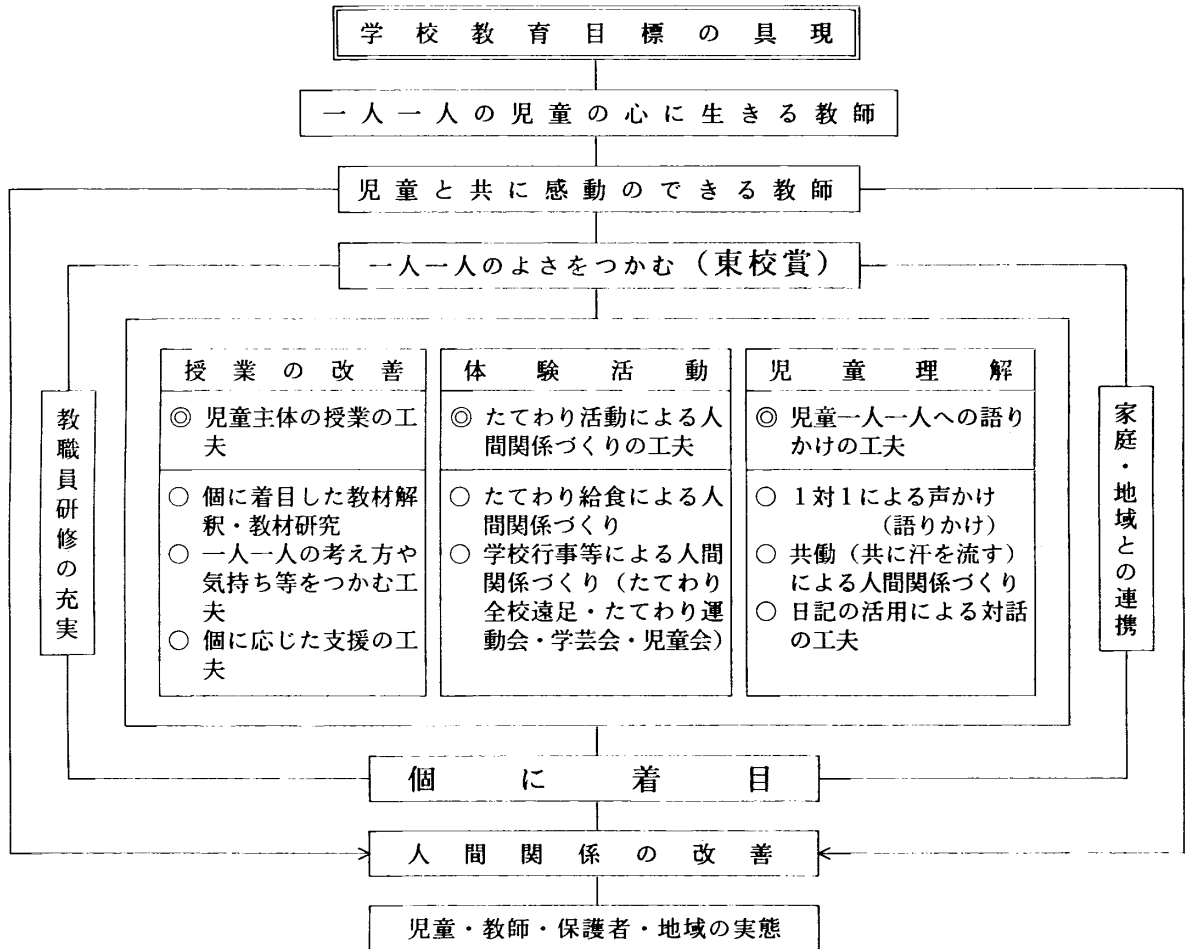 学校教育目標の具現
一人一人の児童の心に生きる教師
児童と共に感動のできる教師
一人一人のよさをつかむ（東校賞）
教職員研修の充実
授業の改善
◎ 児童主体の授業の工
夫
○ 個に着目した教材解
釈・教材研究
○ 一人一人の考え方や
気持ち等をつかむ工
夫
○ 個に応じた支援の工
夫
体験活動
◎ たてわり活動による人
間関係づくりの工夫
○ たてわり給食による人
間関係づくり
○ 学校行事等による人間
関係づくり（たてわり
全校遠足・たてわり運
動会・学芸会・児童会）
児童理解
◎ 児童一人一人への語り
かけの工夫
○ 1対1による声かけ
（語りかけ）
○ 共働（共に汗を流す）
による人間関係づくり
○ 日記の活用による対話
の工夫
家庭・地域との連携
個に着目
人間関係の改善
児童・教師・保護者・地域の実態